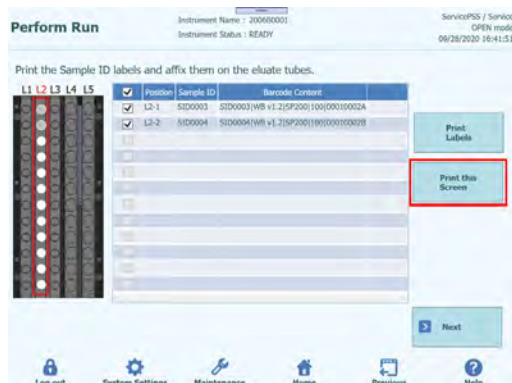 Perform Run
Instrument Name : 200680001
Instrument Status : READY
ServicePSS / Service
OPEN mode
09/28/2020 16:41:51
Print the Sample ID labels and affix them on the eluate tubes.
L1 L2 L3 L4 L5
Position Sample ID Barcode Content
L2-1 SID0003 SID0003|WB v1.2|SP200|100|00010002A
L2-2 SID0004 SID0004|WB v1.2|SP200|100|00010002B
Print
Labels
Print this
Screen
Next
Log out System Settings Maintenance Home Previous Help